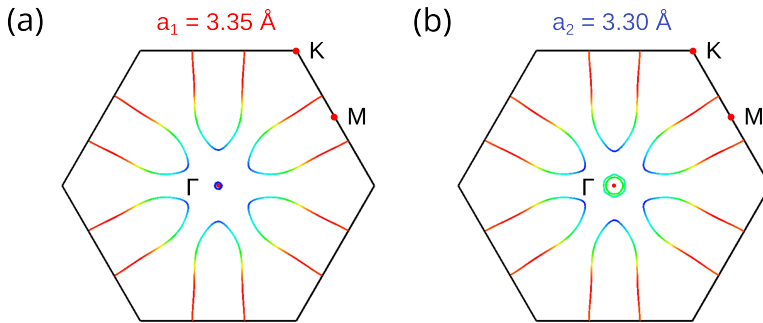 (a)
a₁ = 3.35 Å
K
M
Γ
(b)
a₂ = 3.30 Å
K
M
Γ